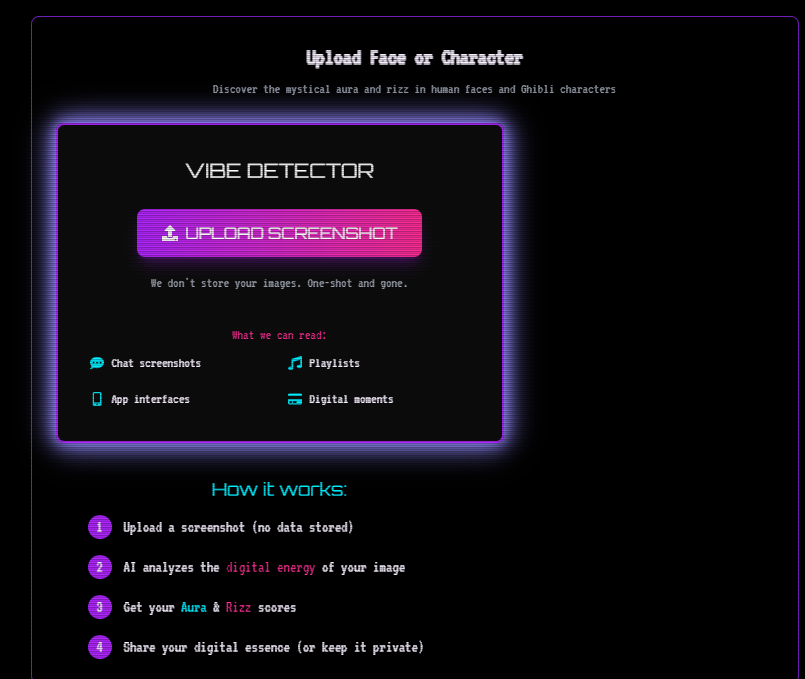 Upload Face or Character
Discover the mystical aura and rizz in human faces and Ghibli characters
VIBE DETECTOR
UPLOAD SCREENSHOT
We don't store your images. One-shot and gone.
What we can read:
Chat screenshots
Playlists
App interfaces
Digital moments
How it works:
1 Upload a screenshot (no data stored)
2 AI analyzes the digital energy of your image
3 Get your Aura & Rizz scores
4 Share your digital essence (or keep it private)